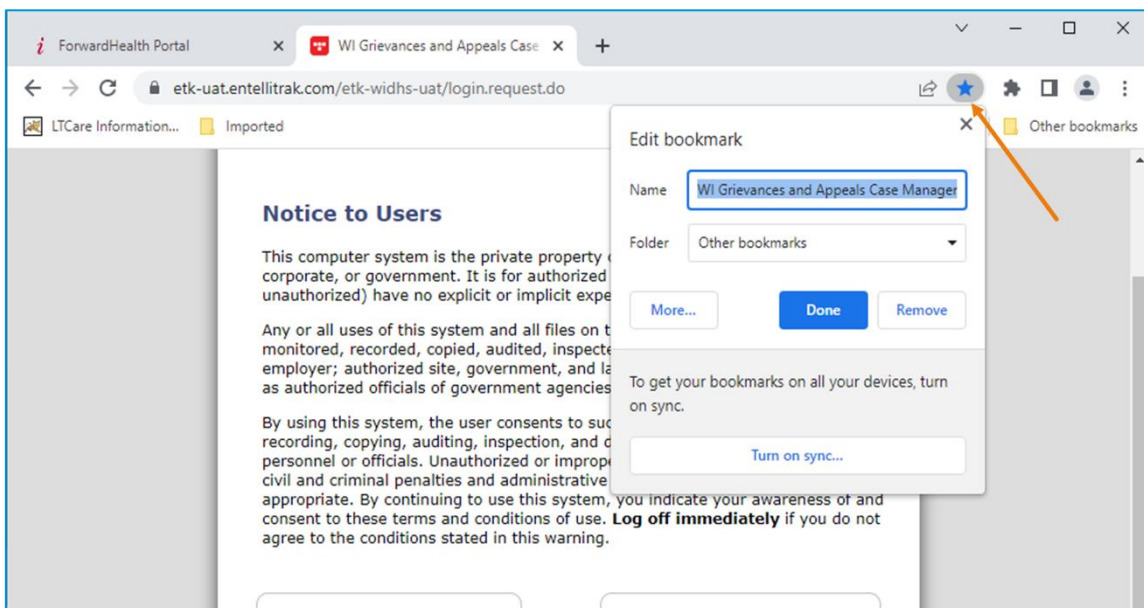 ForwardHealth Portal
WI Grievances and Appeals Case
etk-uat.entellitrak.com/etk-widhs-uat/login.request.do
LTCare Information...
Imported
Other bookmarks
Edit bookmark
Name
WI Grievances and Appeals Case Manager
Folder
Other bookmarks
More...
Done
Remove
To get your bookmarks on all your devices, turn
on sync.
Turn on sync...
Notice to Users
This computer system is the private property
corporate, or government. It is for authorized
unauthorized) have no explicit or implicit expe
Any or all uses of this system and all files on t
monitored, recorded, copied, audited, inspecte
employer; authorized site, government, and la
as authorized officials of government agencies
By using this system, the user consents to suc
recording, copying, auditing, inspection, and d
personnel or officials. Unauthorized or imprope
civil and criminal penalties and administrative
appropriate. By continuing to use this system, you indicate your awareness of and
consent to these terms and conditions of use. Log off immediately if you do not
agree to the conditions stated in this warning.